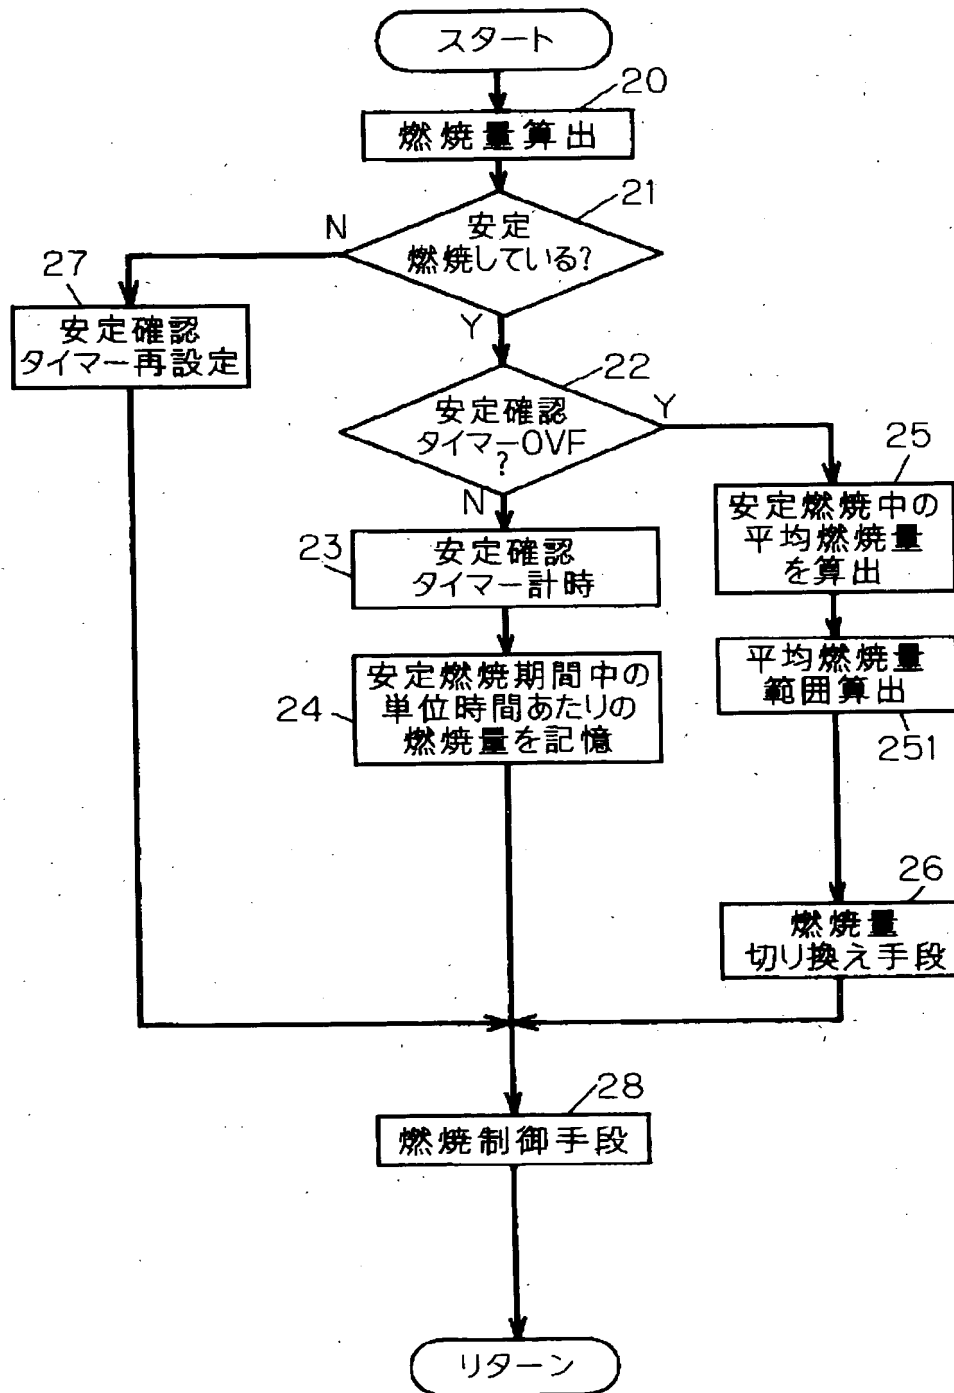 スタート
20
燃焼量算出
21
安定
燃焼している?
N
Y
27
安定確認
タイマー再設定
22
安定確認
タイマーOVF
?
Y
N
25
安定燃焼中の
平均燃焼量
を算出
23
安定確認
タイマー計時
平均燃焼量
範囲算出
251
24
安定燃焼期間中の
単位時間あたりの
燃焼量を記憶
26
燃焼量
切り換え手段
28
燃焼制御手段
リターン